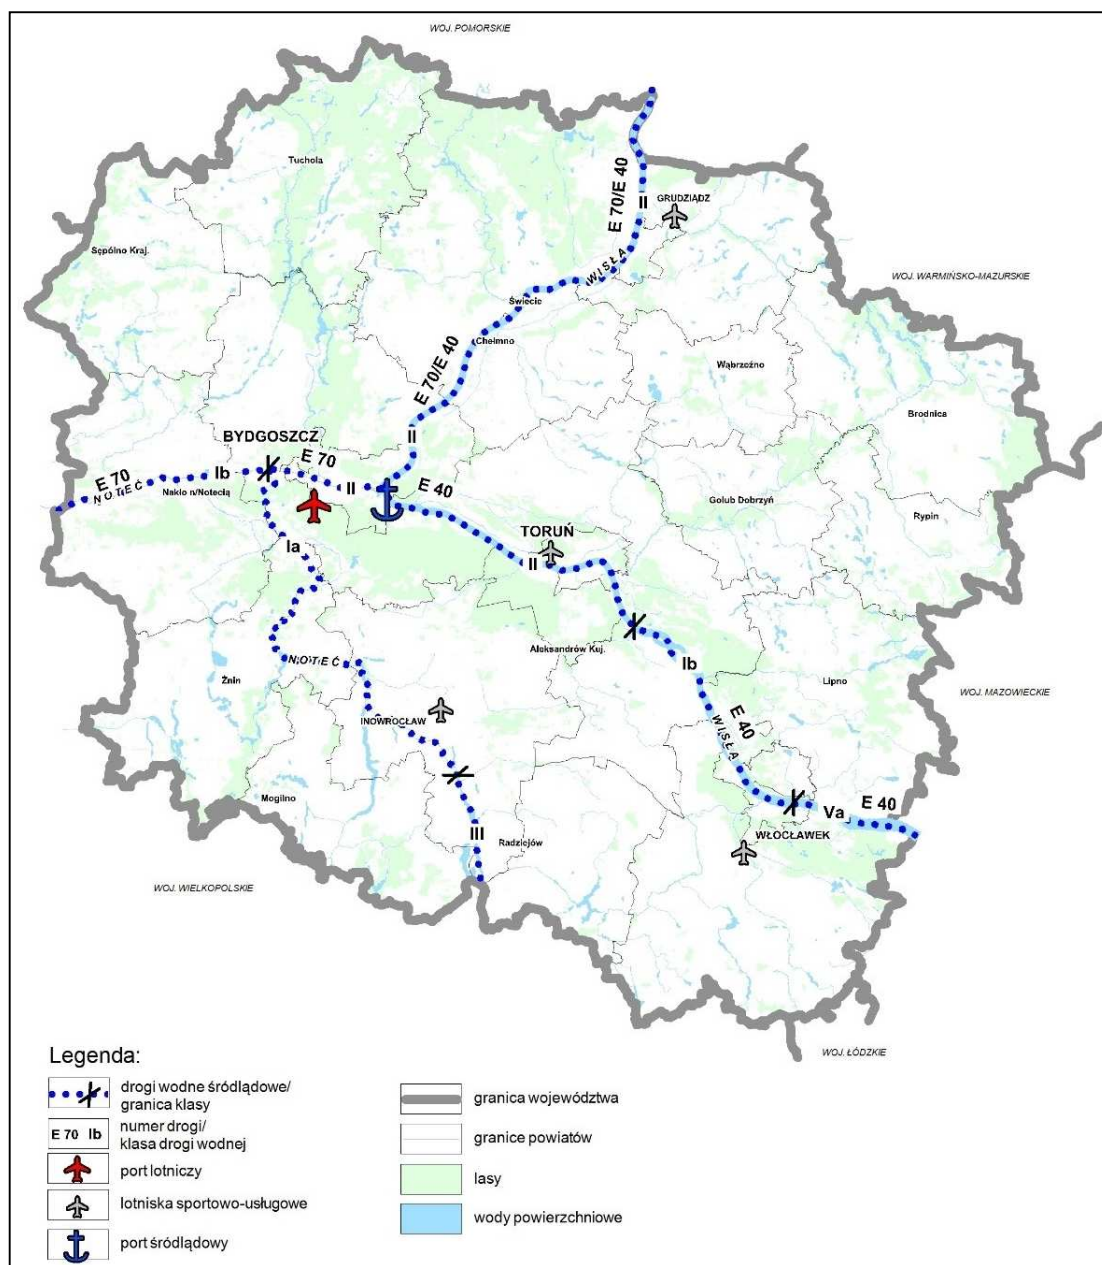 WOJ. POMORSKIE
Tuchola
E 70/E 40
II
GRUDZIĄDZ
Sępólno Kraj.
WISŁA
WOJ. WARMIŃSKO-MAZURSKIE
Świecie
Chełmno
E 70/E 40
Wąbrzeźno
Brodnica
II
BYDGOSZCZ
E 70
Ib
E 70
NOTEĆ
Nakło n/Notecią
II
E 40
Golub Dobrzyń
Rypin
TORUŃ
Ia
II
Aleksandrów Kuj.
NOTEĆ
Ib
Żnin
Lipno
WOJ. MAZOWIECKIE
INOWROCŁAW
E 40
WISŁA
Mogilno
Va
E 40
III
Radziejów
WŁOCŁAWEK
WOJ. WIELKOPOLSKIE
WOJ. ŁÓDZKIE
Legenda:
drogi wodne śródlądowe/
granica klasy
E 70 Ib
numer drogi/
klasa drogi wodnej
port lotniczy
lotniska sportowo-usługowe
port śródlądowy
granica województwa
granice powiatów
lasy
wody powierzchniowe